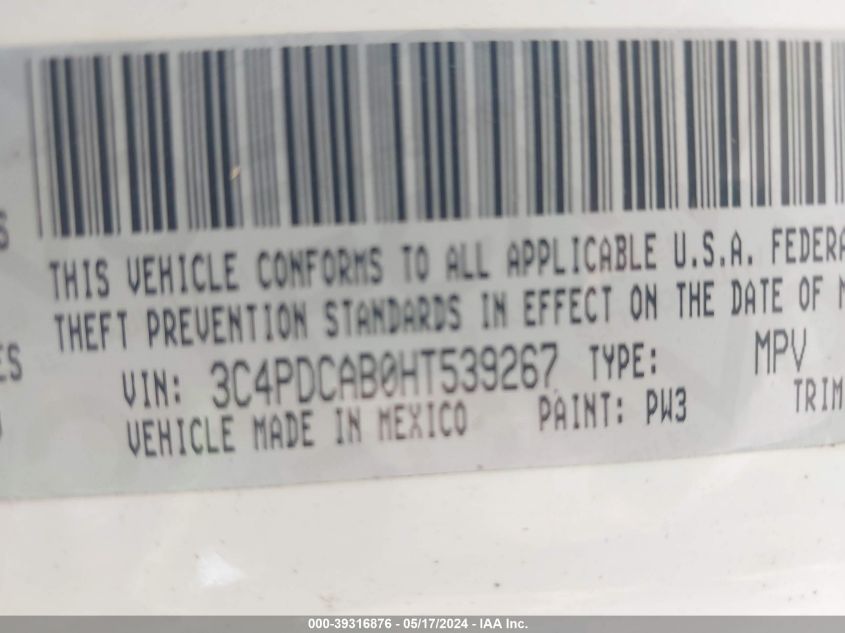 THIS VEHICLE CONFORMS TO ALL APPLICABLE U.S.A. FEDERA
THEFT PREVENTION STANDARDS IN EFFECT ON THE DATE OF M
VIN: 3C4PDCAB0HT539267 TYPE: MPV
VEHICLE MADE IN MEXICO PAINT: PW3 TRIM
S
ES
000-39316876 - 05/17/2024 - IAA Inc.